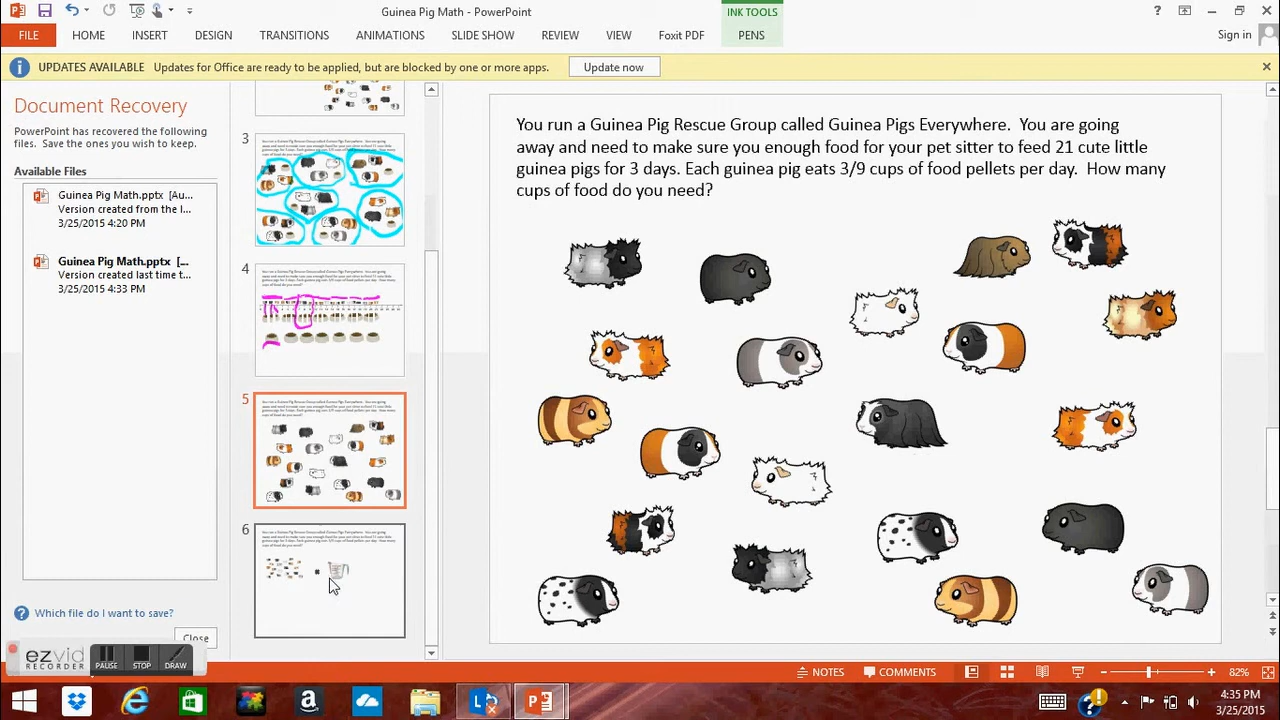 Guinea Pig Math - PowerPoint
INK TOOLS
FILE HOME INSERT DESIGN TRANSITIONS ANIMATIONS SLIDE SHOW REVIEW VIEW Foxit PDF PENS Sign in
UPDATES AVAILABLE Updates for Office are ready to be applied, but are blocked by one or more apps. Update now
Document Recovery
PowerPoint has recovered the following
files. Save
you wish to keep.
Available Files
Guinea Pig Math.pptx [Au...
Version created from the l...
3/25/2015 4:20 PM
Guinea Pig Math.pptx [...
Version created last time t...
3/25/2015 4:33 PM
Which file do I want to save?
Close
3
4
5
6
You run a Guinea Pig Rescue Group called Guinea Pigs Everywhere. You are going
away and need to make sure you enough food for your pet sitter to feed 21 cute little
guinea pigs for 3 days. Each guinea pig eats 3/9 cups of food pellets per day. How many
cups of food do you need?
ezvid
RECORDER
PAUSE STOP DRAW
NOTES COMMENTS 82%
4:35 PM
3/25/2015